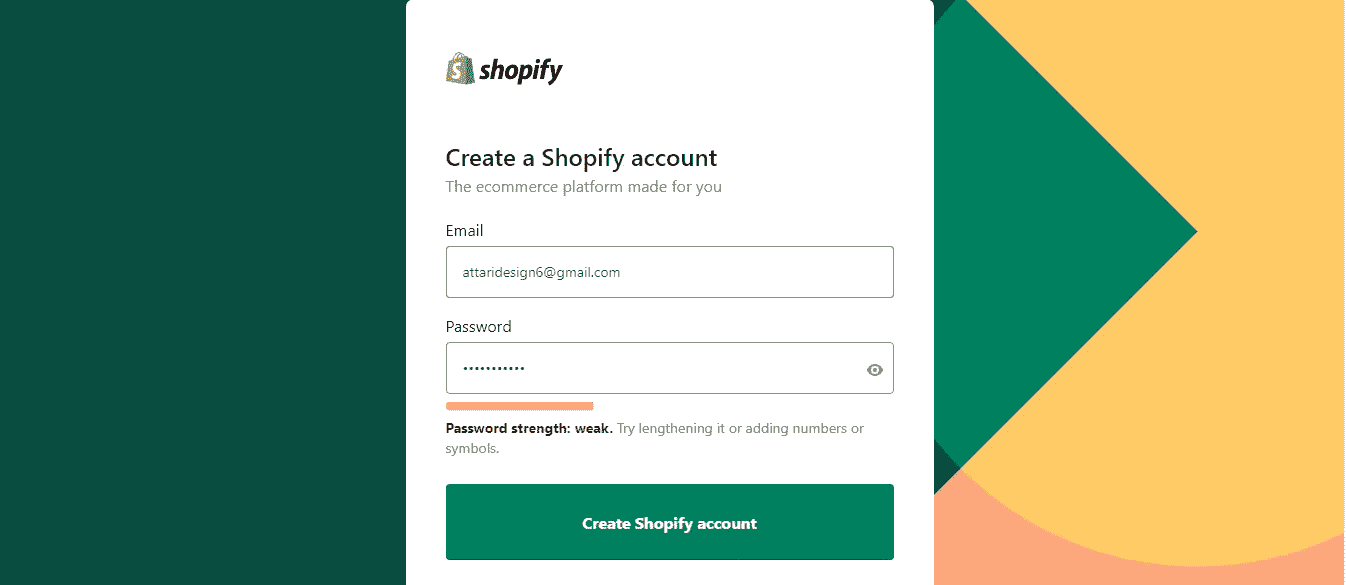 shopify
Create a Shopify account
The ecommerce platform made for you
Email
attaridesign6@gmail.com
Password
•••••••••••
Password strength: weak. Try lengthening it or adding numbers or
symbols.
Create Shopify account